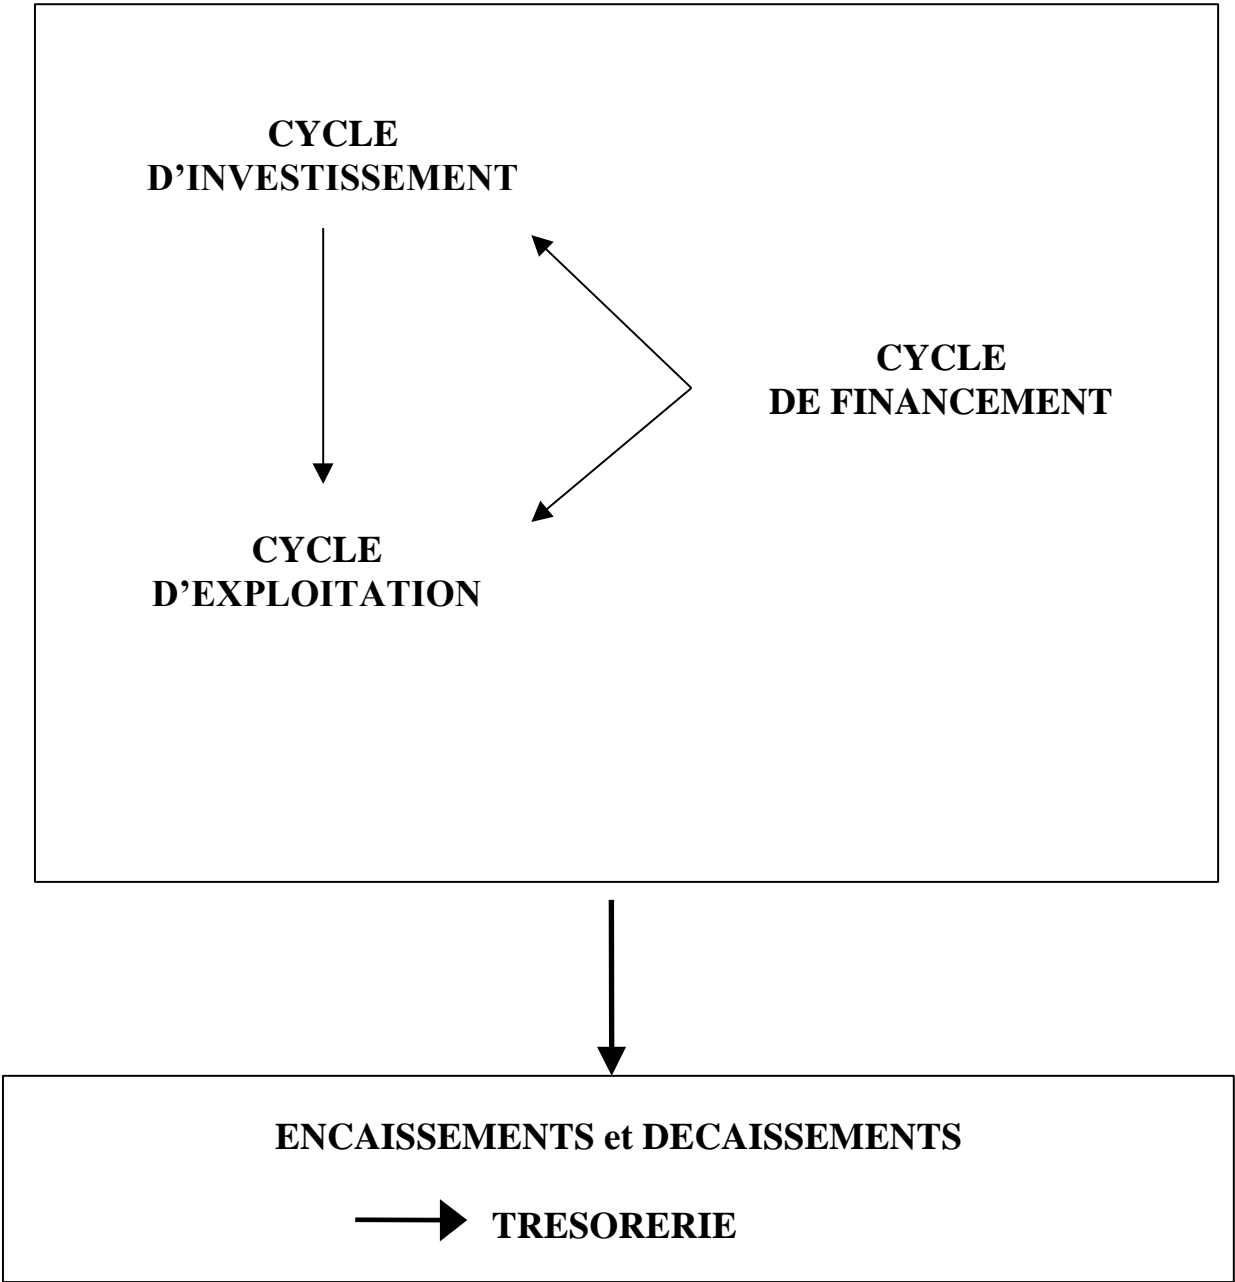 CYCLE
D’INVESTISSEMENT
CYCLE
DE FINANCEMENT
CYCLE
D’EXPLOITATION
ENCAISSEMENTS et DECAISSEMENTS
TRESORERIE